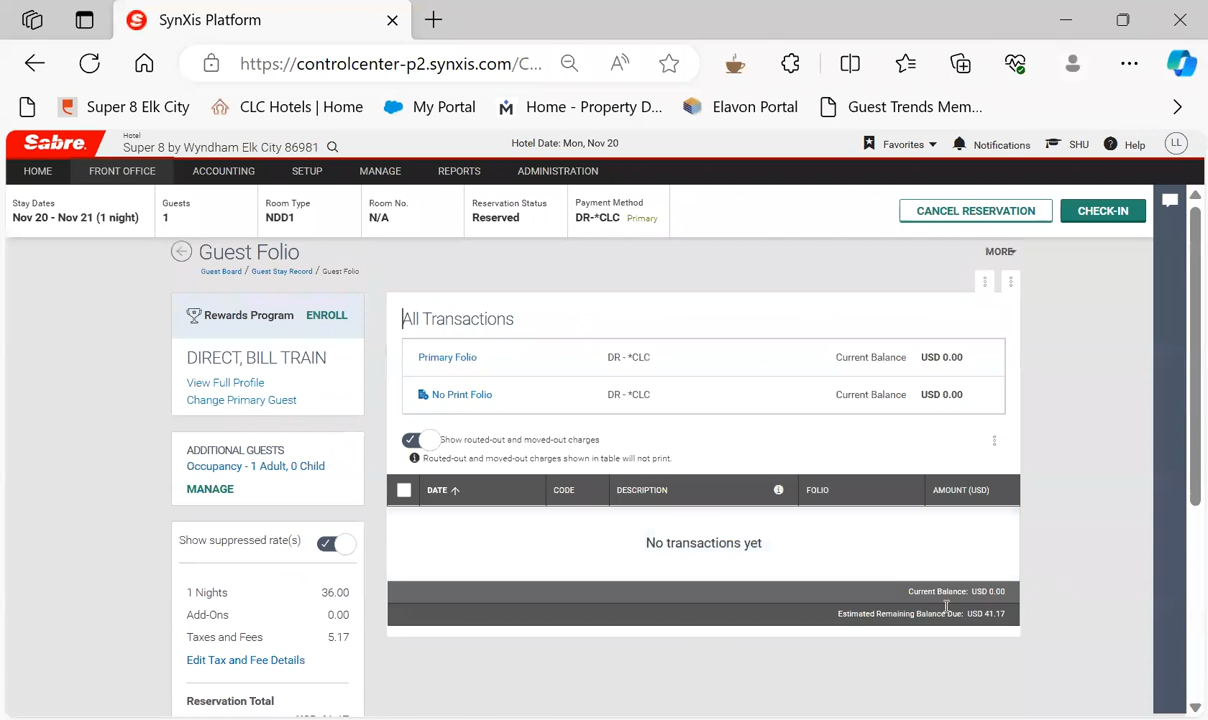 SynXis Platform
https://controlcenter-p2.synxis.com/C...
Super 8 Elk City
CLC Hotels | Home
My Portal
Home - Property D...
Elavon Portal
Guest Trends Mem...
Sabre.
Hotel
Super 8 by Wyndham Elk City 86981
Hotel Date: Mon, Nov 20
Favorites
Notifications
SHU
Help
LL
HOME
FRONT OFFICE
ACCOUNTING
SETUP
MANAGE
REPORTS
ADMINISTRATION
Stay Dates
Nov 20 - Nov 21 (1 night)
Guests
1
Room Type
NDD1
Room No.
N/A
Reservation Status
Reserved
Payment Method
DR-*CLC Primary
CANCEL RESERVATION
CHECK-IN
Guest Folio
Guest Board / Guest Stay Record / Guest Folio
MORE
Rewards Program ENROLL
DIRECT, BILL TRAIN
View Full Profile
Change Primary Guest
ADDITIONAL GUESTS
Occupancy - 1 Adult, 0 Child
MANAGE
Show suppressed rate(s)
1 Nights 36.00
Add-Ons 0.00
Taxes and Fees 5.17
Edit Tax and Fee Details
Reservation Total
All Transactions
Primary Folio DR - *CLC Current Balance USD 0.00
No Print Folio DR - *CLC Current Balance USD 0.00
Show routed-out and moved-out charges
Routed-out and moved-out charges shown in table will not print.
DATE CODE DESCRIPTION FOLIO AMOUNT (USD)
No transactions yet
Current Balance: USD 0.00
Estimated Remaining Balance Due: USD 41.17